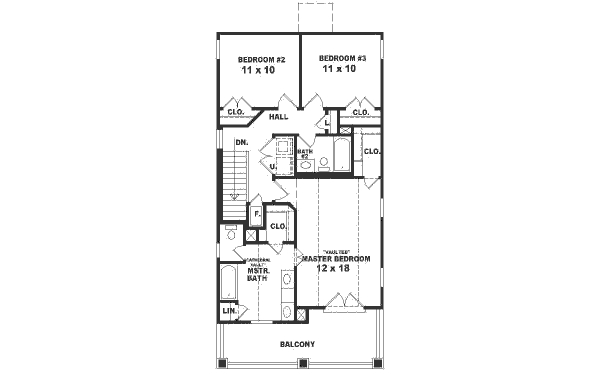 BEDROOM #2
11 x 10
BEDROOM #3
11 x 10
CLO.
CLO.
HALL
L.
DN.
BATH
#2
CLO.
U.
F.
CLO.
"VAULTED"
MASTER BEDROOM
12 x 18
"CATHEDRAL
VAULT"
MSTR.
BATH
LIN.
BALCONY